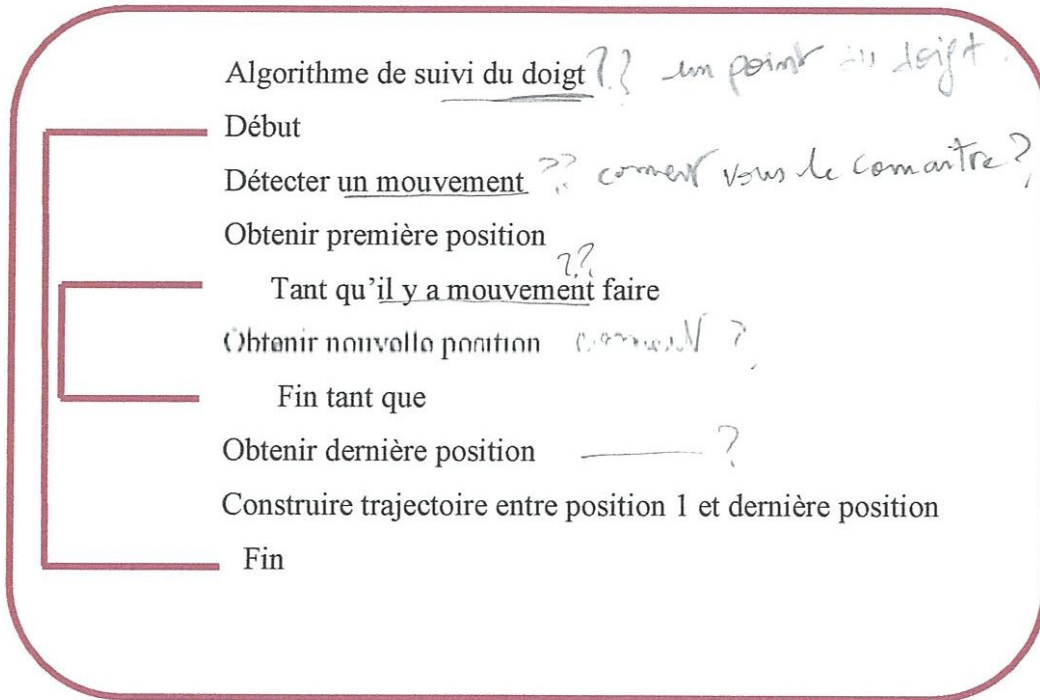 Algorithme de suivi du doigt ?? un point du doigt.
Début
Détecter un mouvement ?? comment vous le connaitre ?
Obtenir première position
??
Tant qu'il y a mouvement faire
Obtenir nouvelle position comment ?
Fin tant que
Obtenir dernière position ——— ?
Construire trajectoire entre position 1 et dernière position
Fin